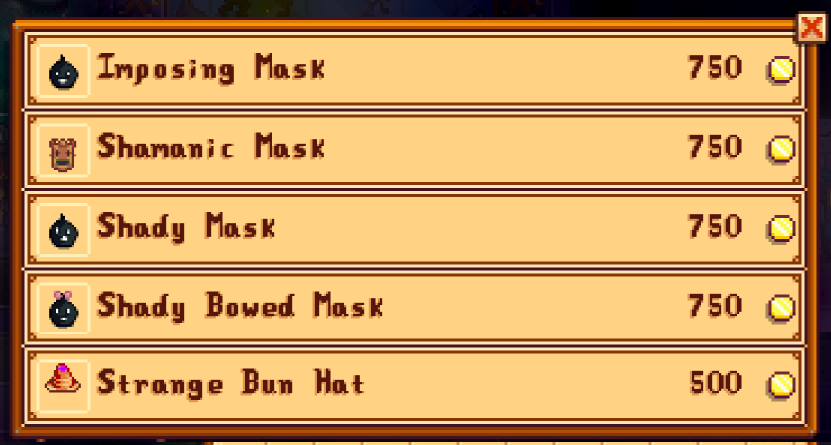 Imposing Mask 750
Shamanic Mask 750
Shady Mask 750
Shady Bowed Mask 750
Strange Bun Hat 500